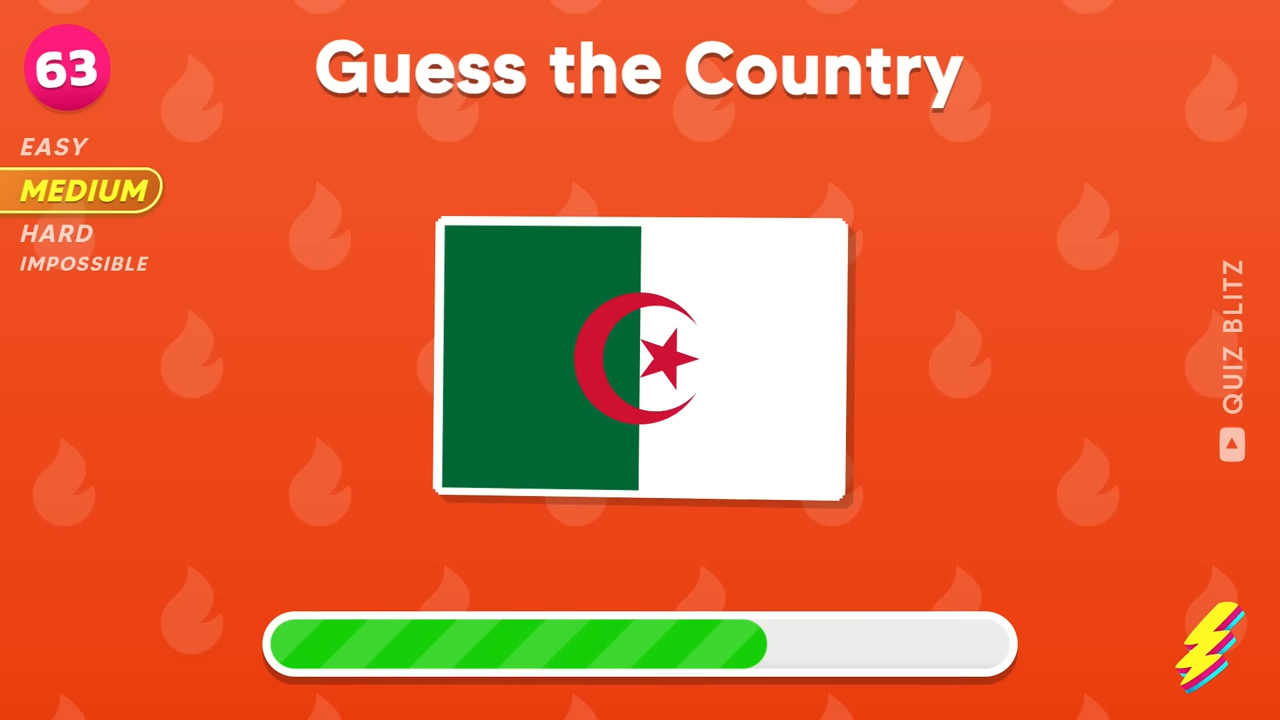 63
Guess the Country
EASY
MEDIUM
HARD
IMPOSSIBLE
QUIZ BLITZ